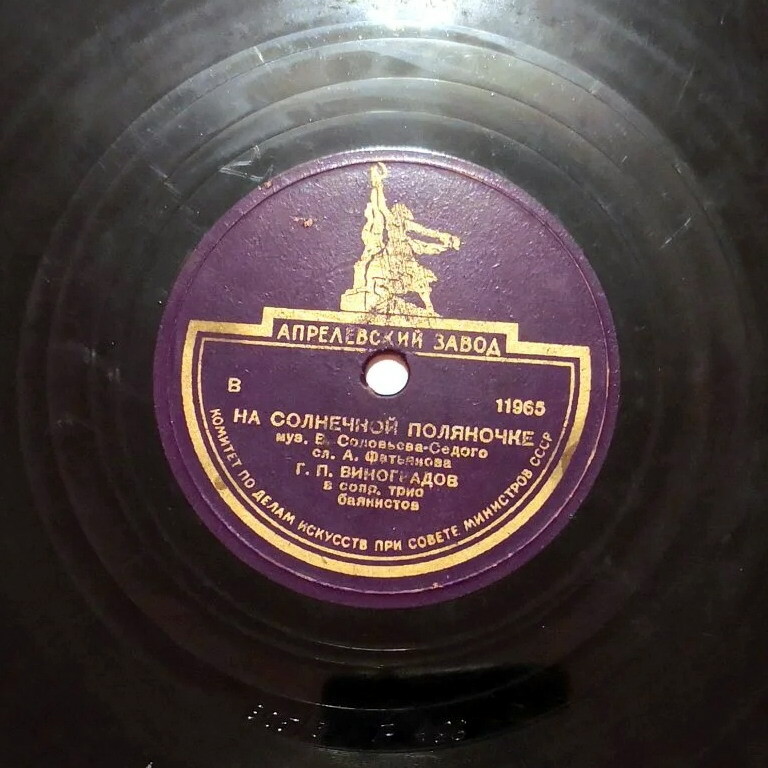 АПРЕЛЕВСКИЙ ЗАВОД
В
11965
НА СОЛНЕЧНОЙ ПОЛЯНОЧКЕ
муз. В. Соловьева-Седого
сл. А. Фатьянова
Г. П. ВИНОГРАДОВ
в сопр. трио
баянистов
КОМИТЕТ ПО ДЕЛАМ ИСКУССТВ ПРИ СОВЕТЕ МИНИСТРОВ СССР